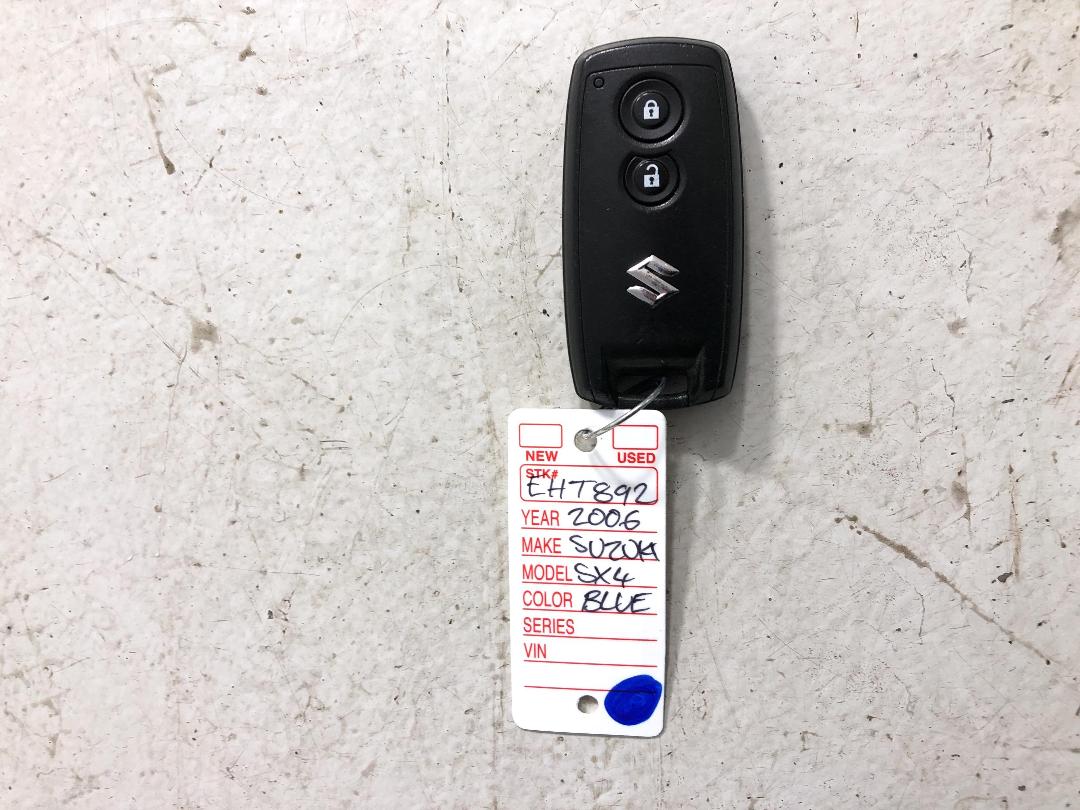 NEW USED
STK# EHT892
YEAR 2006
MAKE SUZUKI
MODEL SX4
COLOR BLUE
SERIES
VIN